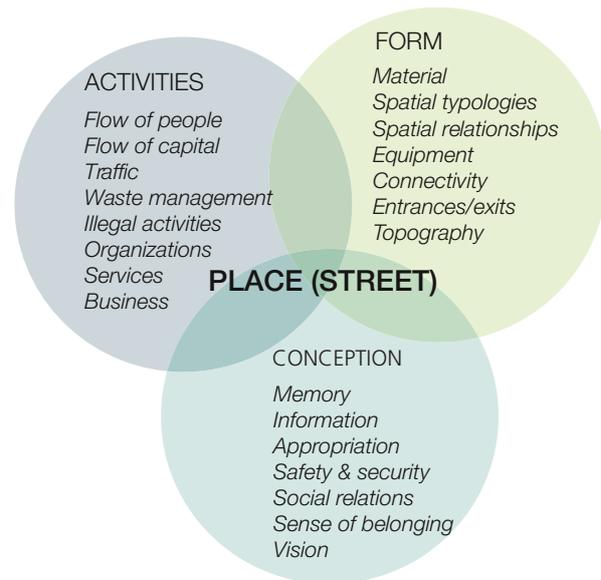 ACTIVITIES
Flow of people
Flow of capital
Traffic
Waste management
Illegal activities
Organizations
Services
Business
FORM
Material
Spatial typologies
Spatial relationships
Equipment
Connectivity
Entrances/exits
Topography
PLACE (STREET)
CONCEPTION
Memory
Information
Appropriation
Safety & security
Social relations
Sense of belonging
Vision